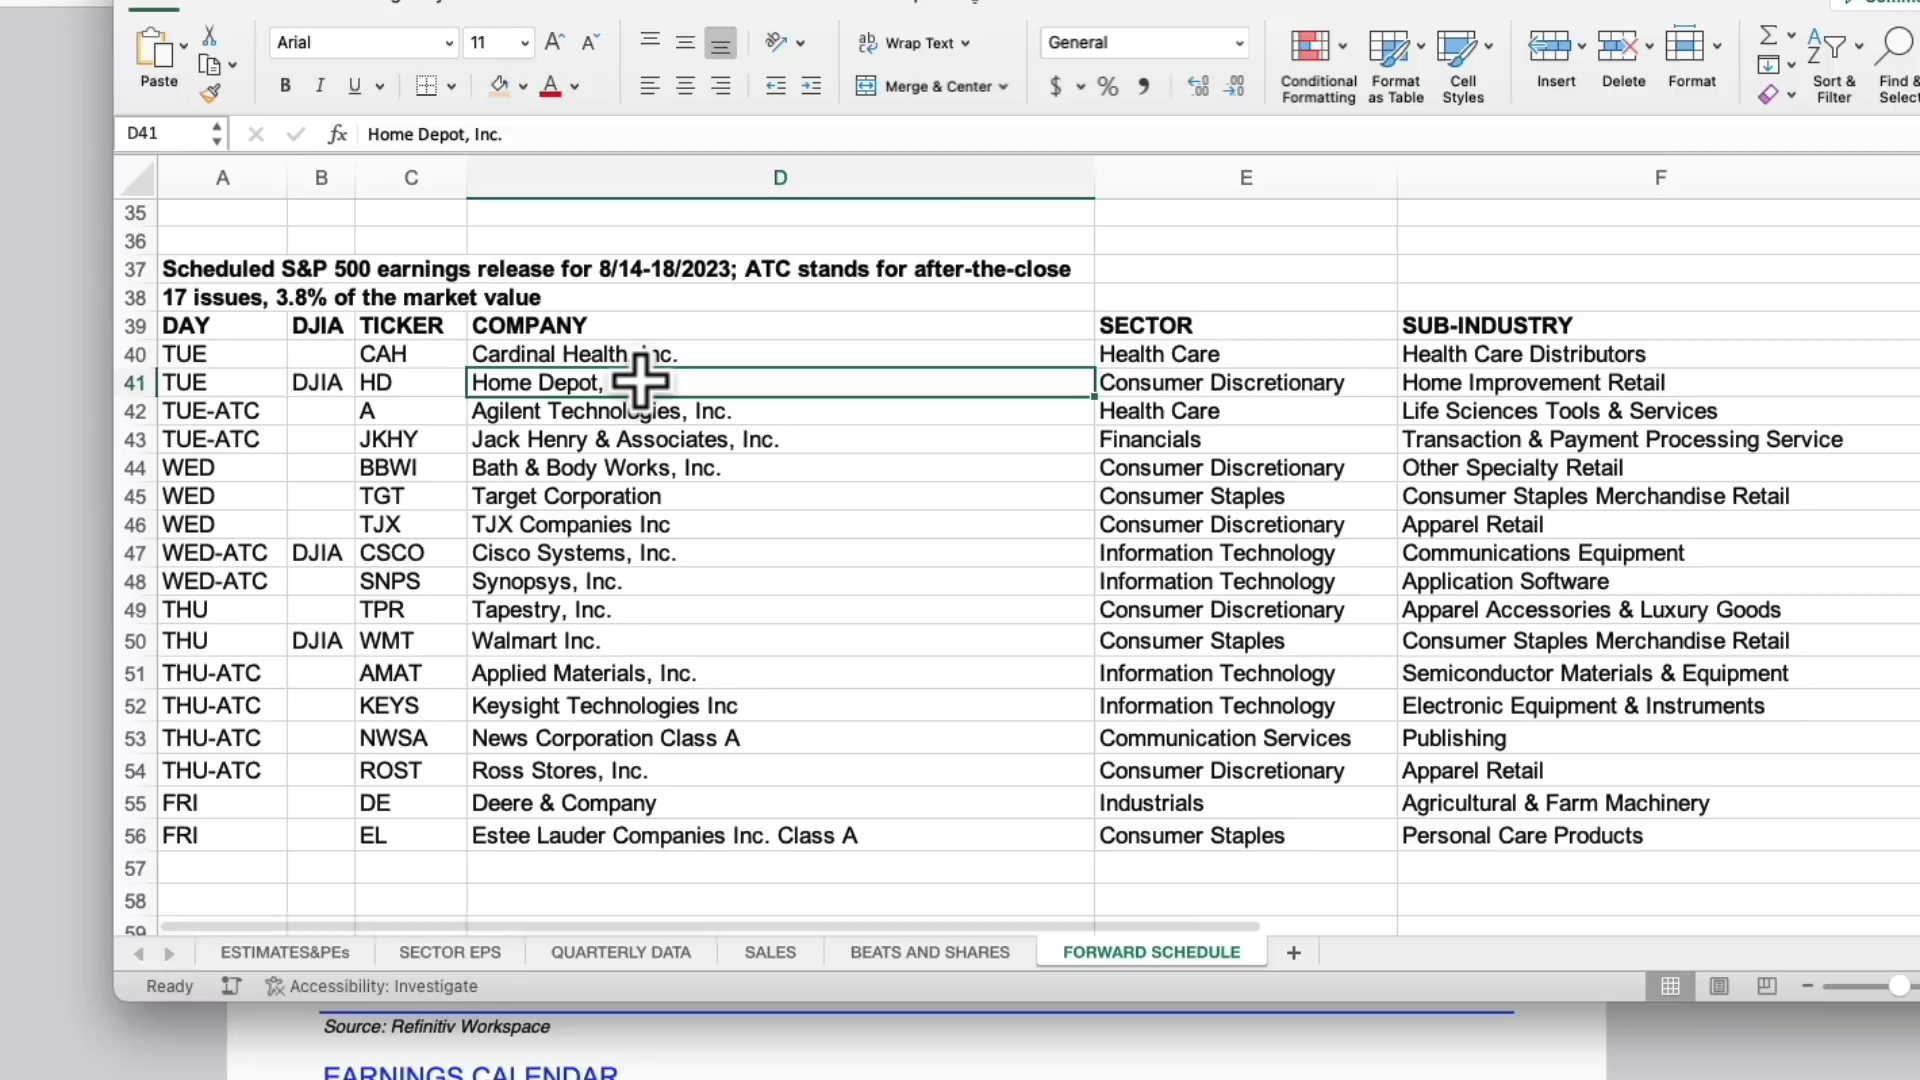 Arial
11
Wrap Text
General
Paste
B I U
Merge & Center
$ %
Conditional Formatting
Format as Table
Cell Styles
Insert
Delete
Format
Sort & Filter
Find & Select
D41
fx
Home Depot, Inc.
A B C D E F
35
36
37 Scheduled S&P 500 earnings release for 8/14-18/2023; ATC stands for after-the-close
38 17 issues, 3.8% of the market value
39 DAY DJIA TICKER COMPANY SECTOR SUB-INDUSTRY
40 TUE CAH Cardinal Health, Inc. Health Care Health Care Distributors
41 TUE DJIA HD Home Depot, Consumer Discretionary Home Improvement Retail
42 TUE-ATC A Agilent Technologies, Inc. Health Care Life Sciences Tools & Services
43 TUE-ATC JKHY Jack Henry & Associates, Inc. Financials Transaction & Payment Processing Service
44 WED BBWI Bath & Body Works, Inc. Consumer Discretionary Other Specialty Retail
45 WED TGT Target Corporation Consumer Staples Consumer Staples Merchandise Retail
46 WED TJX TJX Companies Inc Consumer Discretionary Apparel Retail
47 WED-ATC DJIA CSCO Cisco Systems, Inc. Information Technology Communications Equipment
48 WED-ATC SNPS Synopsys, Inc. Information Technology Application Software
49 THU TPR Tapestry, Inc. Consumer Discretionary Apparel Accessories & Luxury Goods
50 THU DJIA WMT Walmart Inc. Consumer Staples Consumer Staples Merchandise Retail
51 THU-ATC AMAT Applied Materials, Inc. Information Technology Semiconductor Materials & Equipment
52 THU-ATC KEYS Keysight Technologies Inc Information Technology Electronic Equipment & Instruments
53 THU-ATC NWSA News Corporation Class A Communication Services Publishing
54 THU-ATC ROST Ross Stores, Inc. Consumer Discretionary Apparel Retail
55 FRI DE Deere & Company Industrials Agricultural & Farm Machinery
56 FRI EL Estee Lauder Companies Inc. Class A Consumer Staples Personal Care Products
57
58
59
ESTIMATES&PEs SECTOR EPS QUARTERLY DATA SALES BEATS AND SHARES FORWARD SCHEDULE +
Ready Accessibility: Investigate
Source: Refinitiv Workspace
EARNINGS CALENDAR